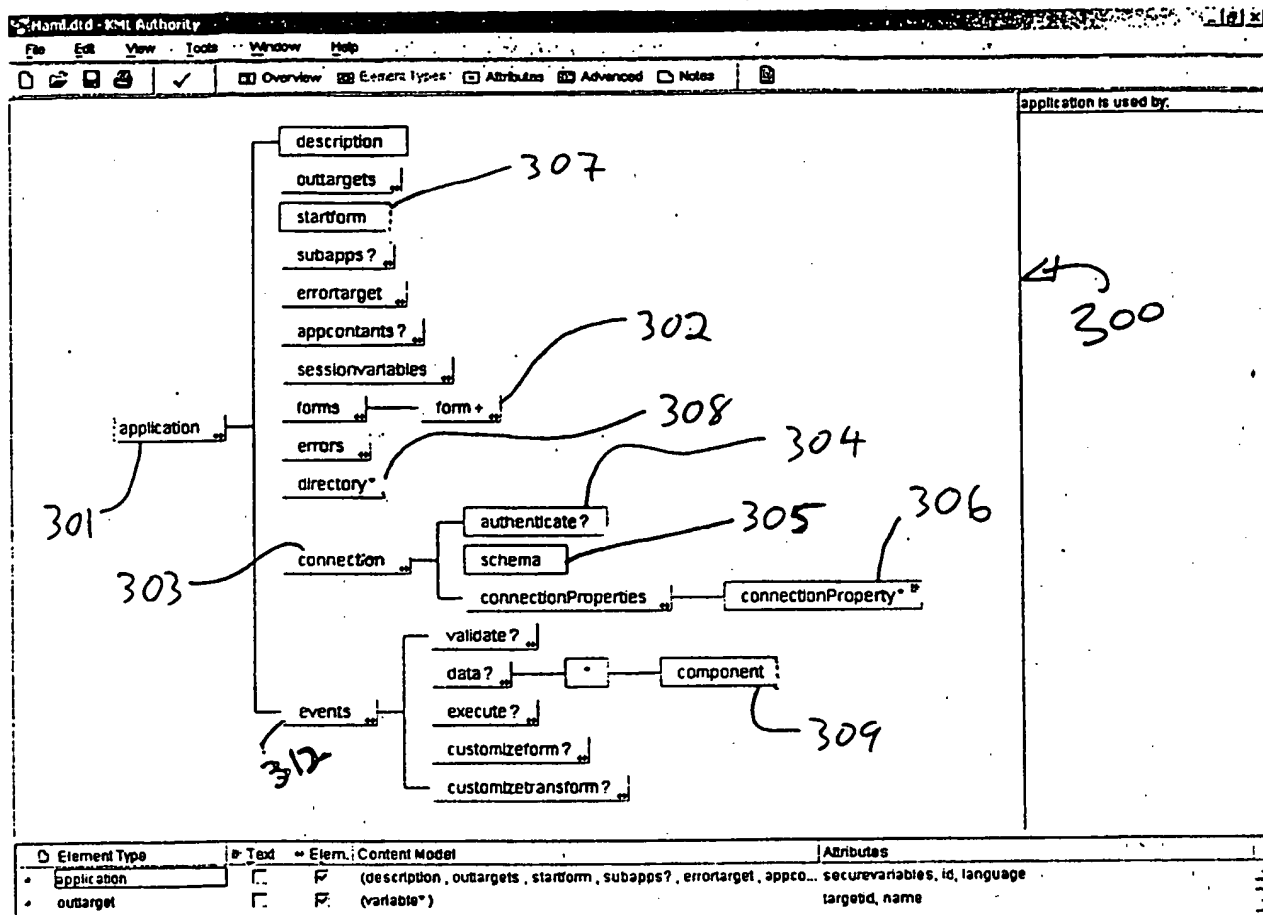 Haml.dtd - XML Authority
File Edit View Tools Window Help
Overview Element Types Attributes Advanced Notes
application is used by:
description
outtargets
307
startform
subapps?
300
errortarget
302
appcontants?
sessionvariables
forms form+
308
application
304
errors
directory*
301
authenticate?
305
306
connection
schema
303
connectionProperties connectionProperty*
validate?
data? * component
events
execute?
309
312
customizeform?
customizetransform?
Element Type Text Elem. Content Model Attributes
application (description, outtargets, startform, subapps?, errortarget, appco... securevariables, id, language
outtarget (variable*) targetid, name